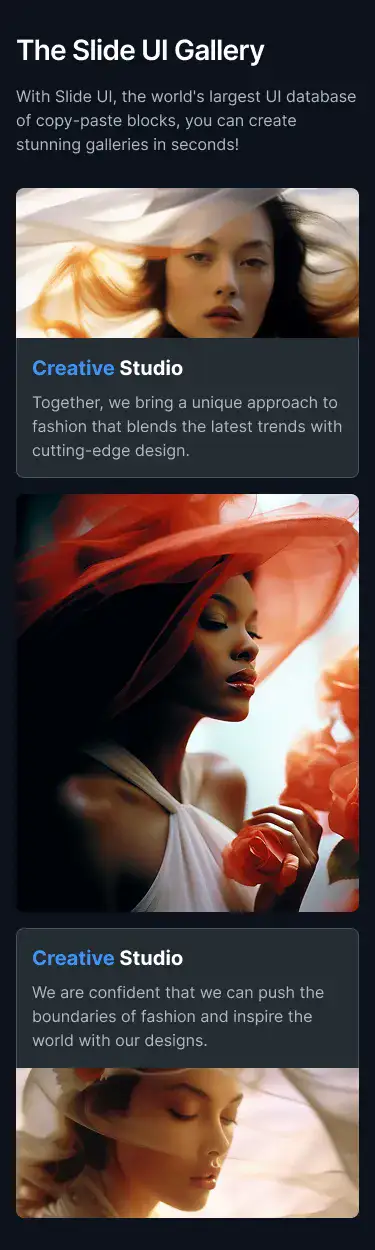 The Slide UI Gallery
With Slide UI, the world's largest UI database
of copy-paste blocks, you can create
stunning galleries in seconds!
Creative Studio
Together, we bring a unique approach to
fashion that blends the latest trends with
cutting-edge design.
Creative Studio
We are confident that we can push the
boundaries of fashion and inspire the
world with our designs.